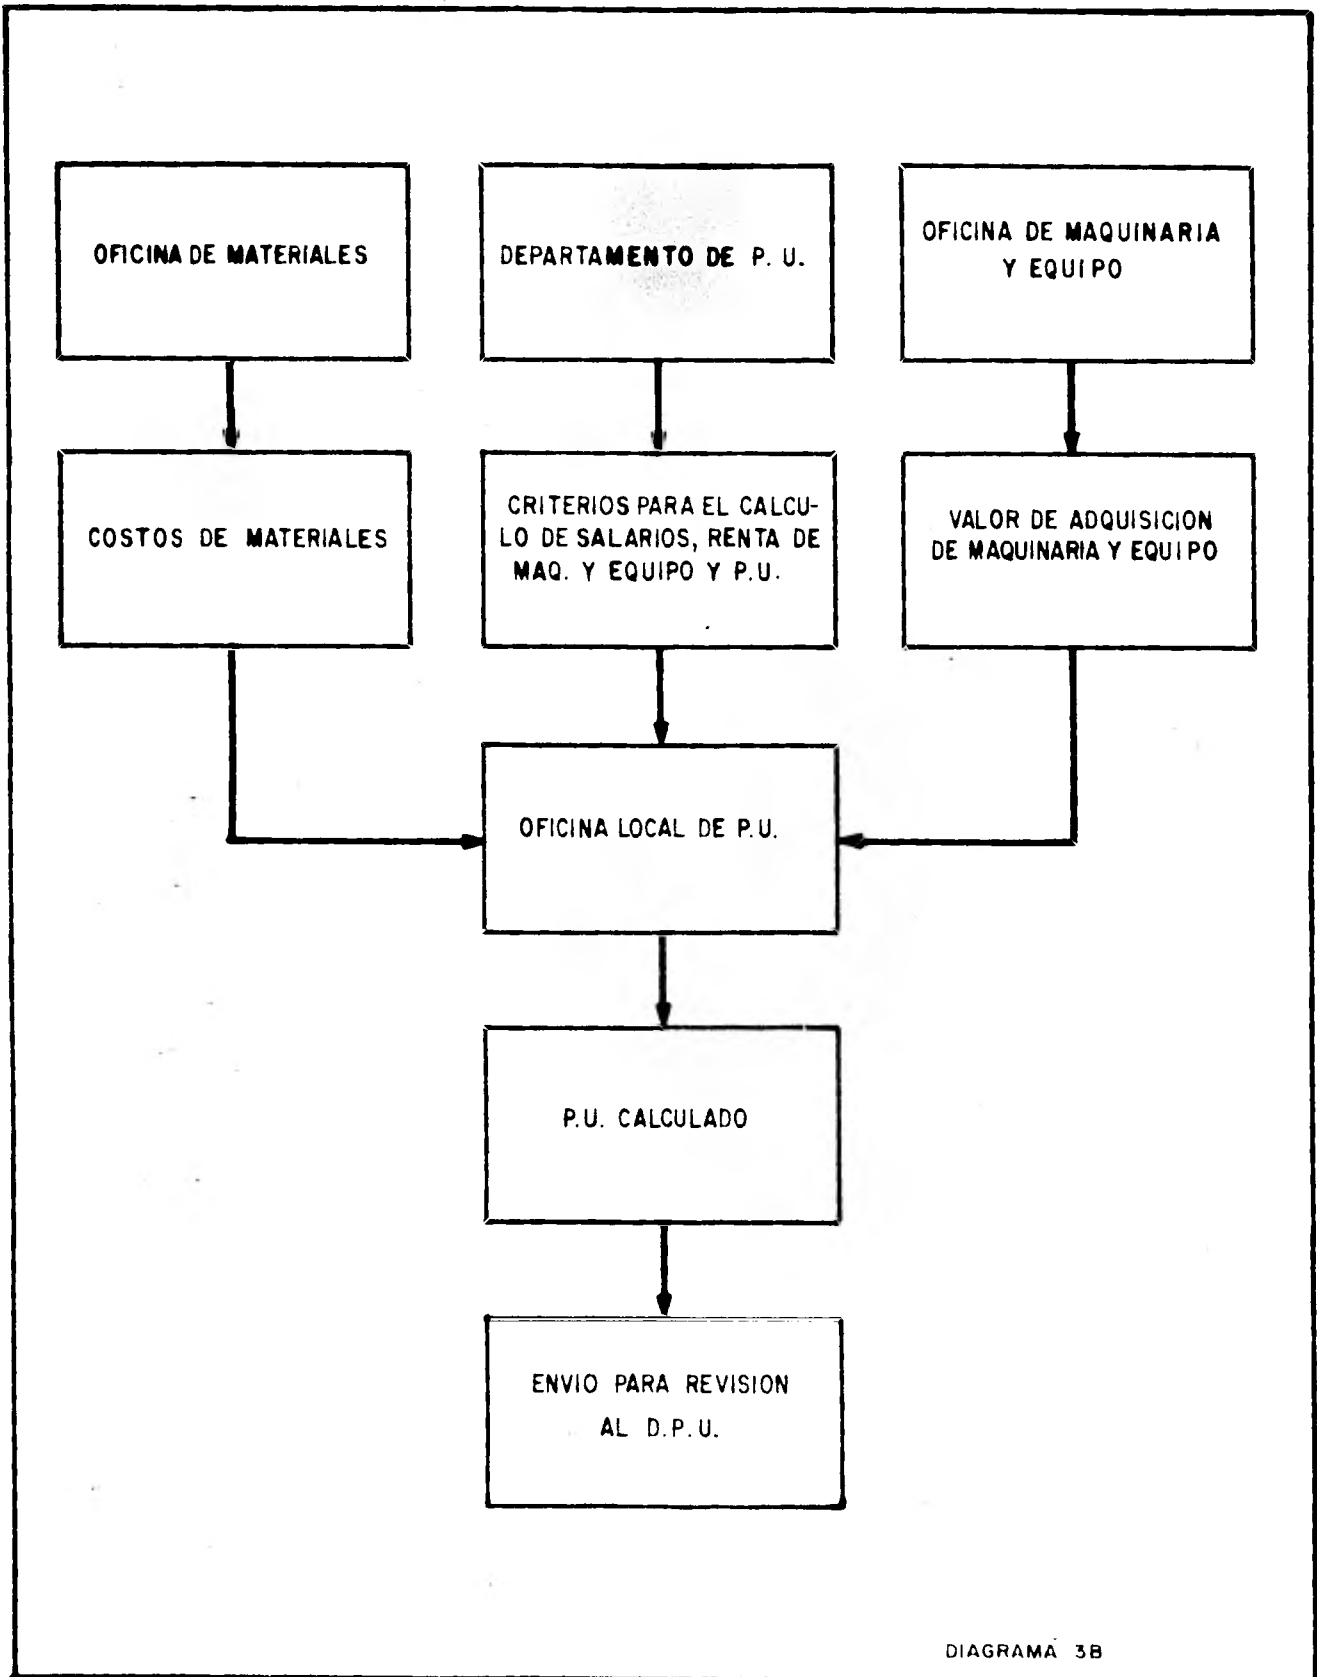 OFICINA DE MATERIALES
DEPARTAMENTO DE P. U.
OFICINA DE MAQUINARIA
Y EQUIPO
COSTOS DE MATERIALES
CRITERIOS PARA EL CALCU-
LO DE SALARIOS, RENTA DE
MAQ. Y EQUIPO Y P.U.
VALOR DE ADQUISICION
DE MAQUINARIA Y EQUIPO
OFICINA LOCAL DE P.U.
P.U. CALCULADO
ENVIO PARA REVISION
AL D.P.U.
DIAGRAMA 3B